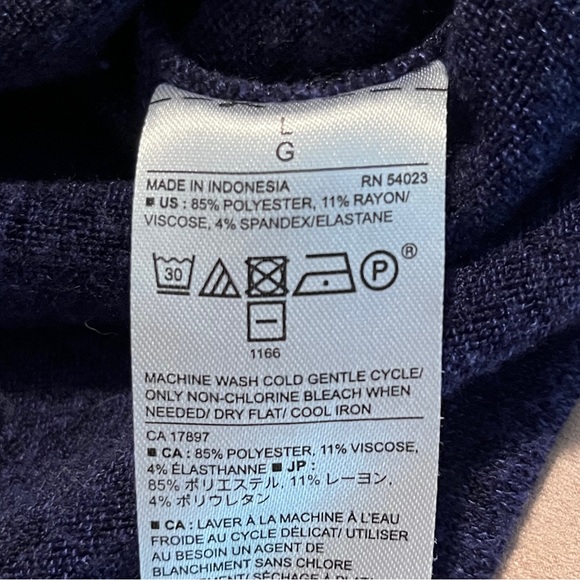 L
G
MADE IN INDONESIA RN 54023
■ US : 85% POLYESTER, 11% RAYON/
VISCOSE, 4% SPANDEX/ELASTANE
30 P ®
1166
MACHINE WASH COLD GENTLE CYCLE/
ONLY NON-CHLORINE BLEACH WHEN
NEEDED/ DRY FLAT/ COOL IRON
CA 17897
■ CA : 85% POLYESTER, 11% VISCOSE,
4% ÉLASTHANNE ■ JP :
85% ポリエステル, 11% レーヨン,
4% ポリウレタン
■ CA : LAVER À LA MACHINE À L'EAU
FROIDE AU CYCLE DÉLICAT/ UTILISER
AU BESOIN UN AGENT DE
BLANCHIMENT SANS CHLORE
SEULEMENT/ SÉCHAGE À PLAT/